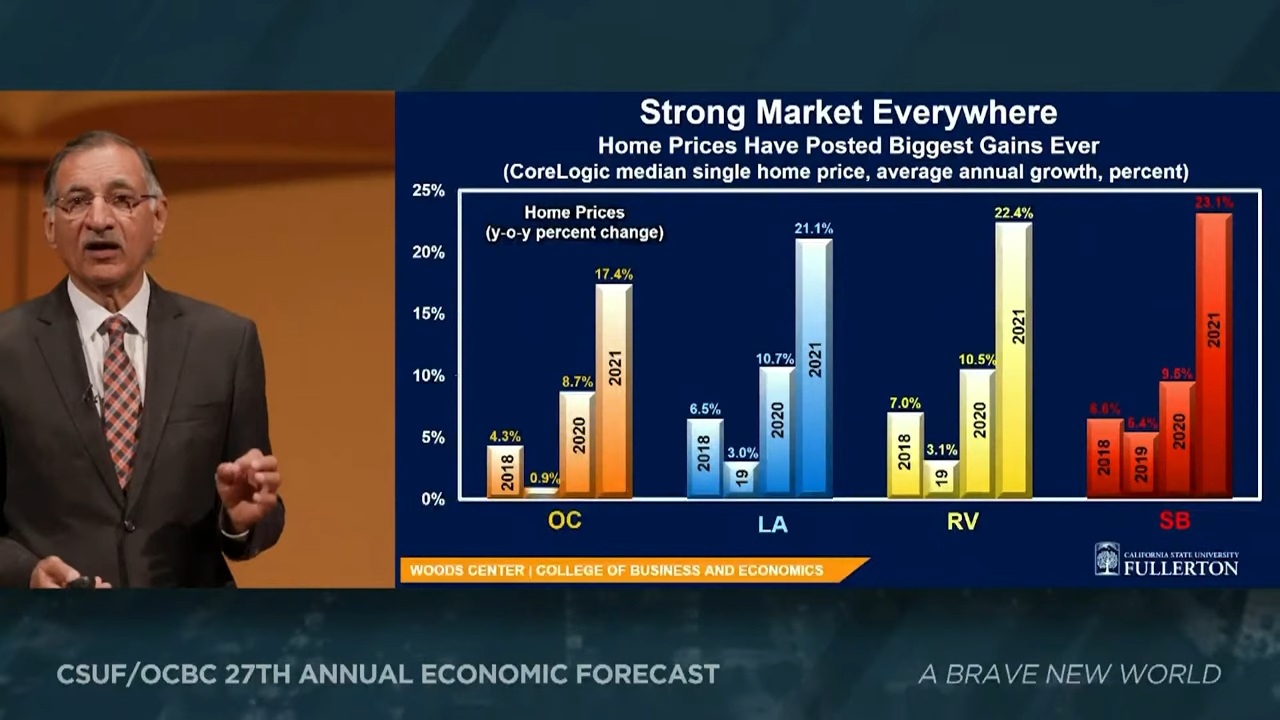 Strong Market Everywhere
Home Prices Have Posted Biggest Gains Ever
(CoreLogic median single home price, average annual growth, percent)
25%
20%
15%
10%
5%
0%
Home Prices
(y-o-y percent change)
4.3%
0.9%
8.7%
17.4%
2018
2020
2021
OC
6.5%
3.0%
10.7%
21.1%
2018
19
2020
2021
LA
7.0%
3.1%
10.5%
22.4%
2018
19
2020
2021
RV
6.6%
5.4%
9.5%
23.1%
2018
2019
2020
2021
SB
WOODS CENTER | COLLEGE OF BUSINESS AND ECONOMICS
CALIFORNIA STATE UNIVERSITY
FULLERTON
CSUF/OCBC 27TH ANNUAL ECONOMIC FORECAST
A BRAVE NEW WORLD